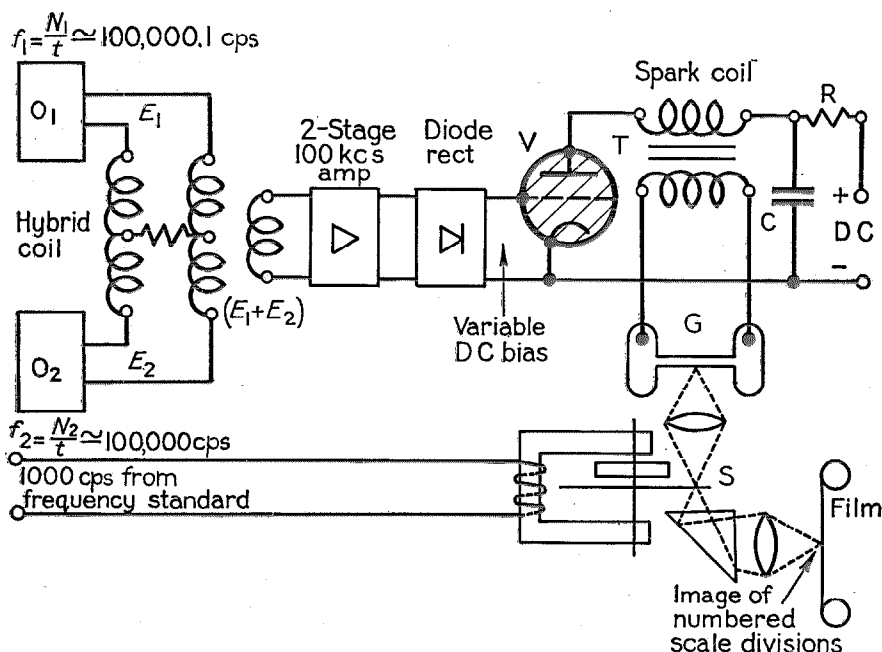 f₁=N₁/t≃100,000.1 cps
O₁
E₁
Hybrid
coil
O₂
E₂
(E₁+E₂)
f₂=N₂/t≃100,000cps
1000 cps from
frequency standard
2-Stage
100 kcs
amp
Diode
rect
V
Variable
DC bias
Spark coil
T
R
C
+
DC
-
G
S
Film
Image of
numbered
scale divisions